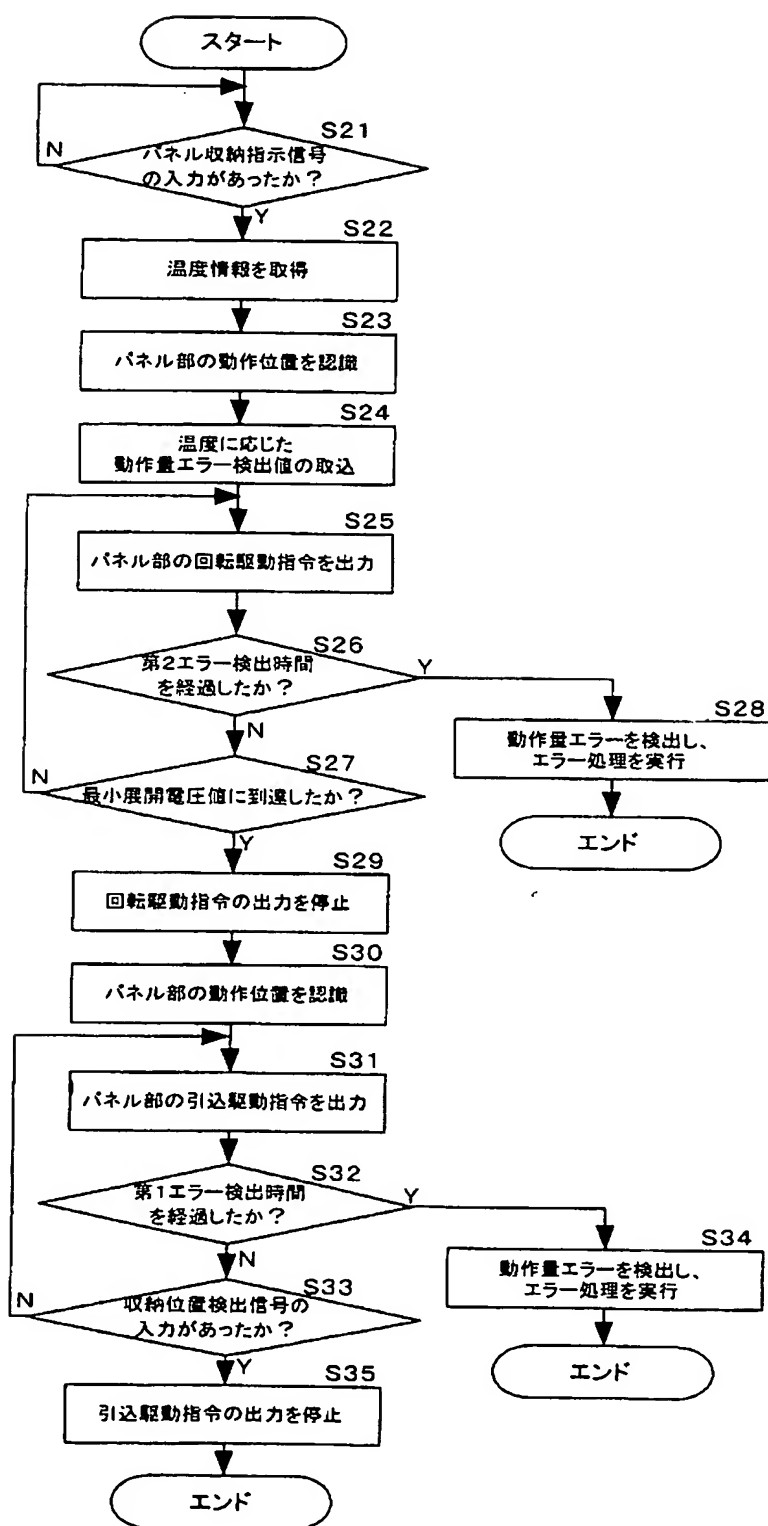 スタート
S21
N
パネル収納指示信号
の入力があったか？
Y
S22
温度情報を取得
S23
パネル部の動作位置を認識
S24
温度に応じた
動作量エラー検出値の取込
S25
パネル部の回転駆動指令を出力
S26
第2エラー検出時間
を経過したか？
Y
N
S28
動作量エラーを検出し、
エラー処理を実行
エンド
S27
N
最小展開電圧値に到達したか？
Y
S29
回転駆動指令の出力を停止
S30
パネル部の動作位置を認識
S31
パネル部の引込駆動指令を出力
S32
第1エラー検出時間
を経過したか？
Y
N
S34
動作量エラーを検出し、
エラー処理を実行
エンド
S33
N
収納位置検出信号の
入力があったか？
Y
S35
引込駆動指令の出力を停止
エンド